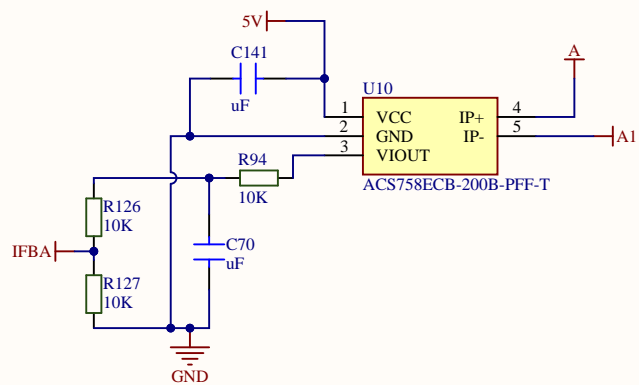 5V
C141
uF
U10
A
1 VCC IP+ 4
2 GND IP- 5
A1
3 VIOUT
ACS758ECB-200B-PFF-T
R94
10K
R126
10K
IFBA
C70
uF
R127
10K
GND